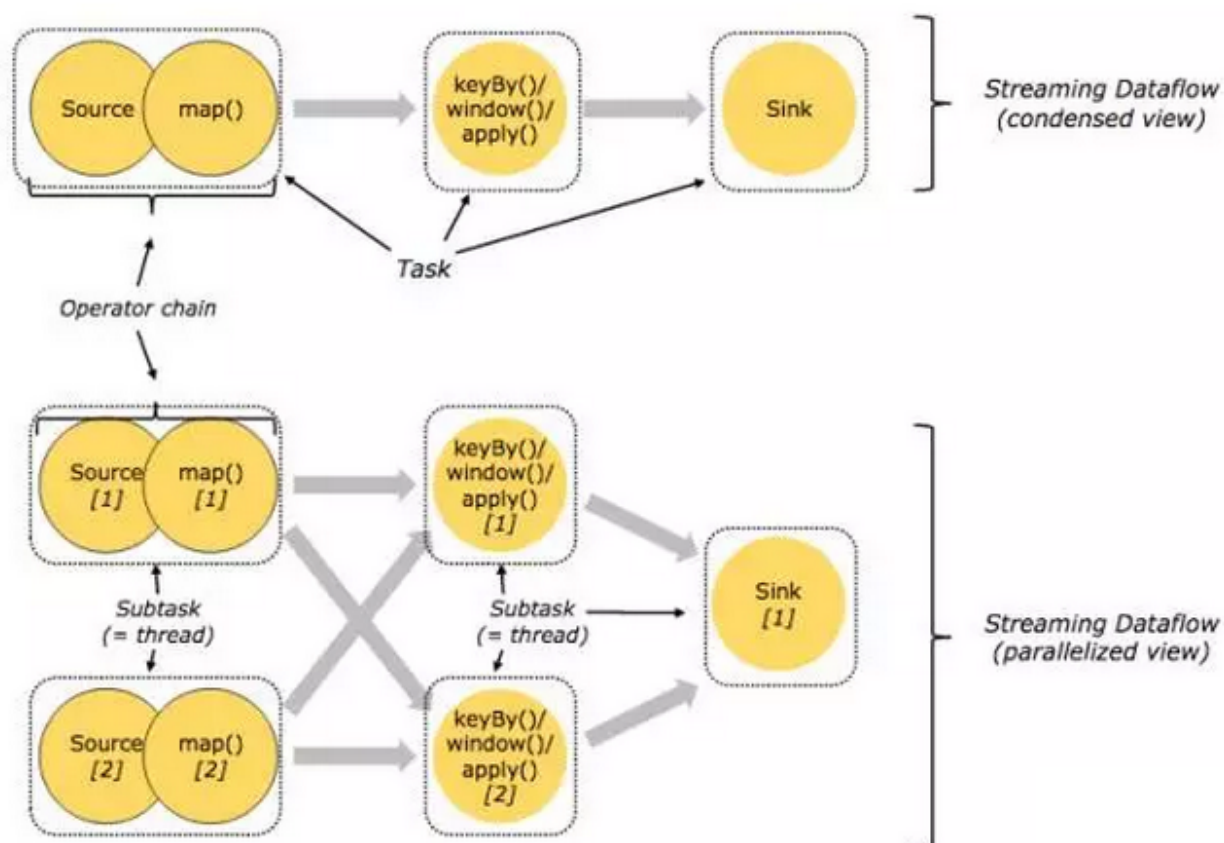 Source
map()
keyBy()/
window()/
apply()
Sink
Streaming Dataflow
(condensed view)
Task
Operator chain
Source
[1]
map()
[1]
keyBy()/
window()/
apply()
[1]
Subtask
(= thread)
Subtask
(= thread)
Sink
[1]
Streaming Dataflow
(parallelized view)
Source
[2]
map()
[2]
keyBy()/
window()/
apply()
[2]